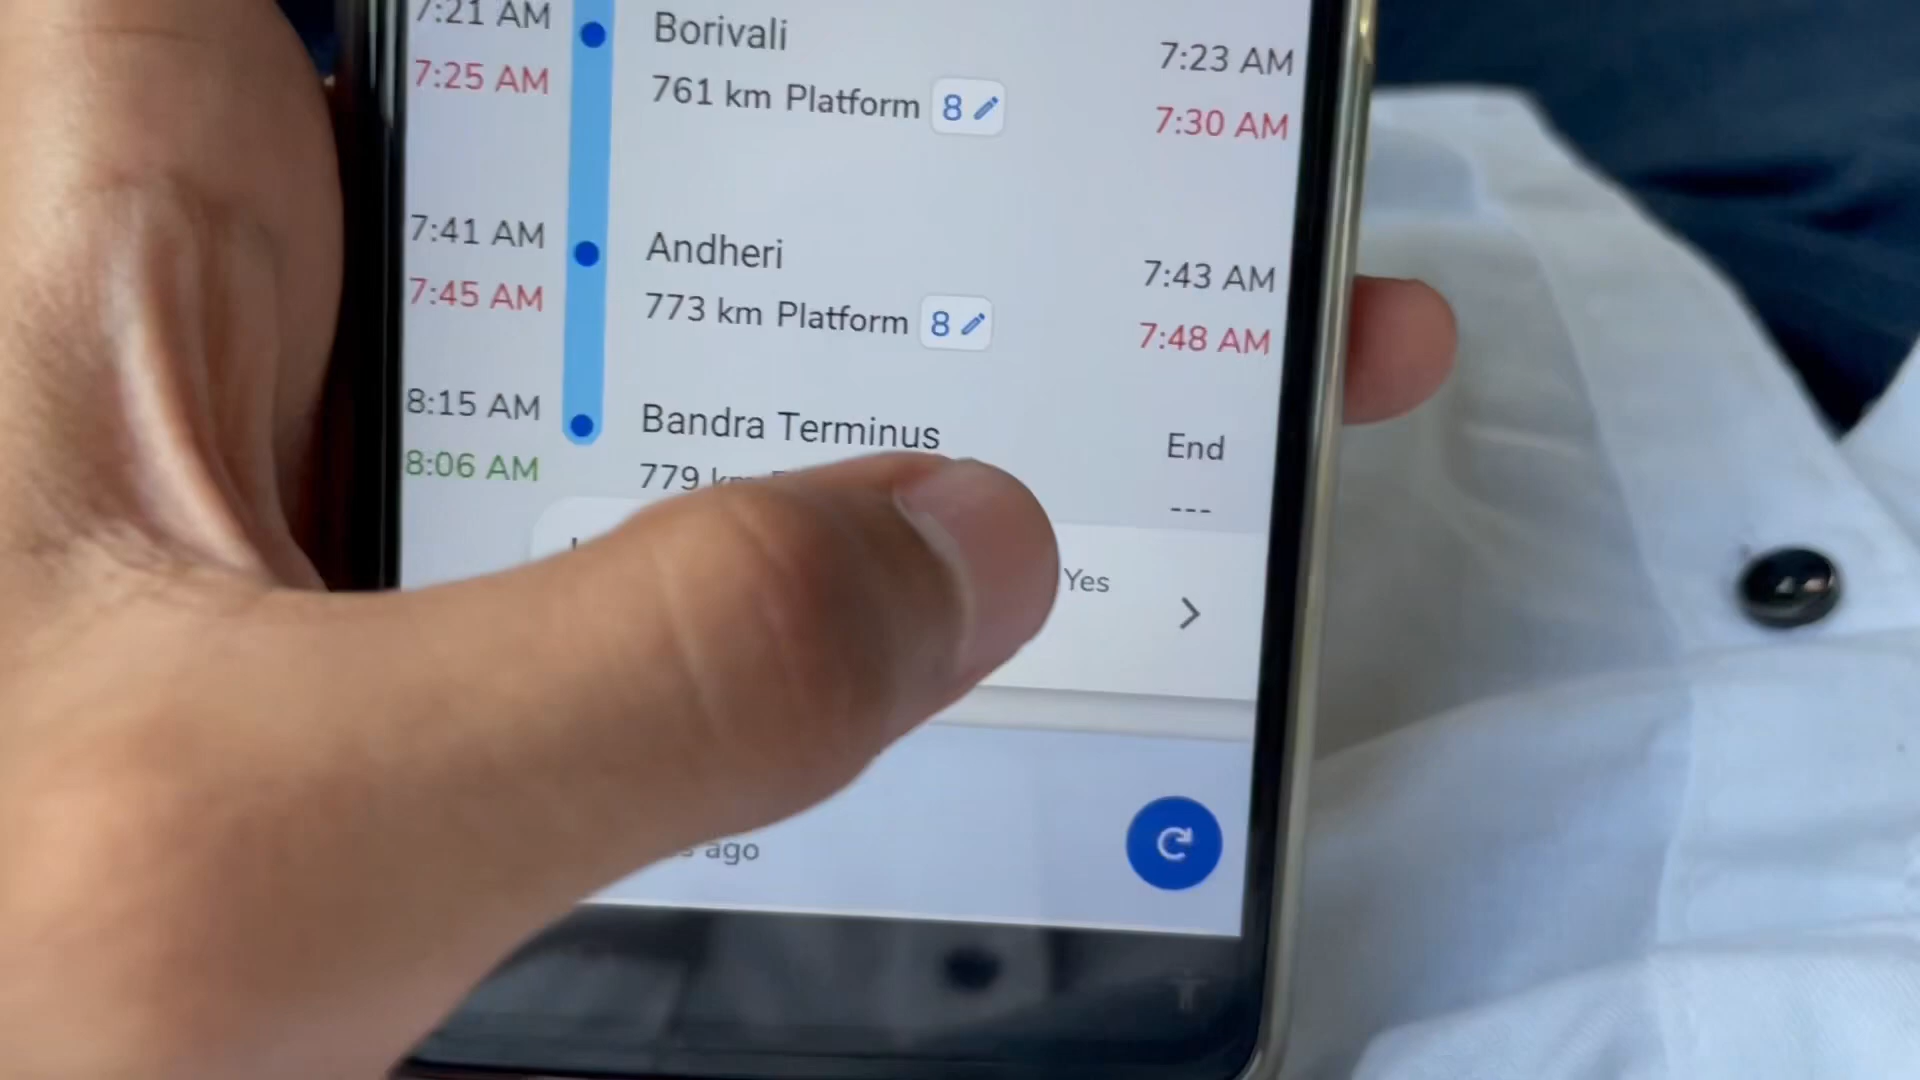 7:21 AM Borivali 7:23 AM
7:25 AM 761 km Platform 8 7:30 AM
7:41 AM Andheri 7:43 AM
7:45 AM 773 km Platform 8 7:48 AM
8:15 AM Bandra Terminus End
8:06 AM 779 km ---
Yes
ago